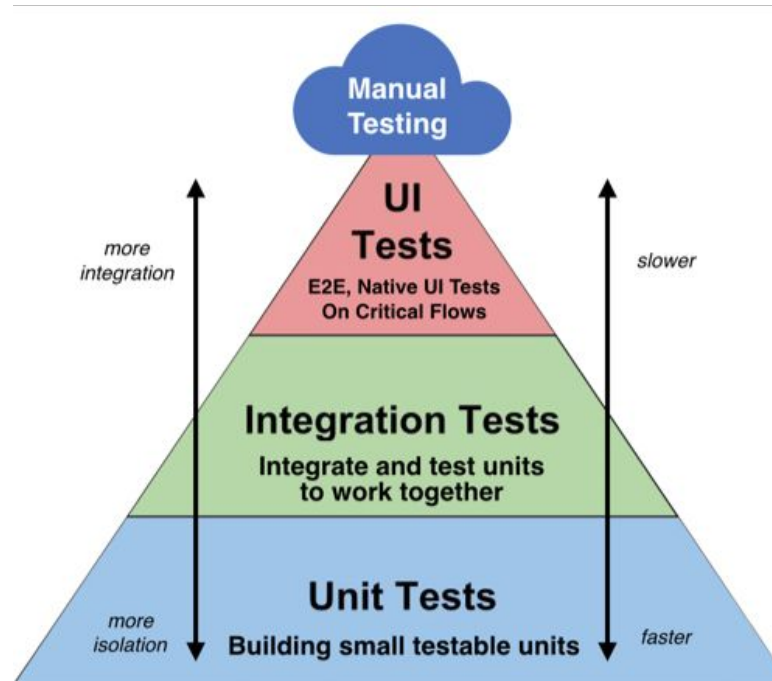 Manual
Testing
UI
Tests
more
integration
slower
E2E, Native UI Tests
On Critical Flows
Integration Tests
Integrate and test units
to work together
Unit Tests
more
isolation
Building small testable units
faster